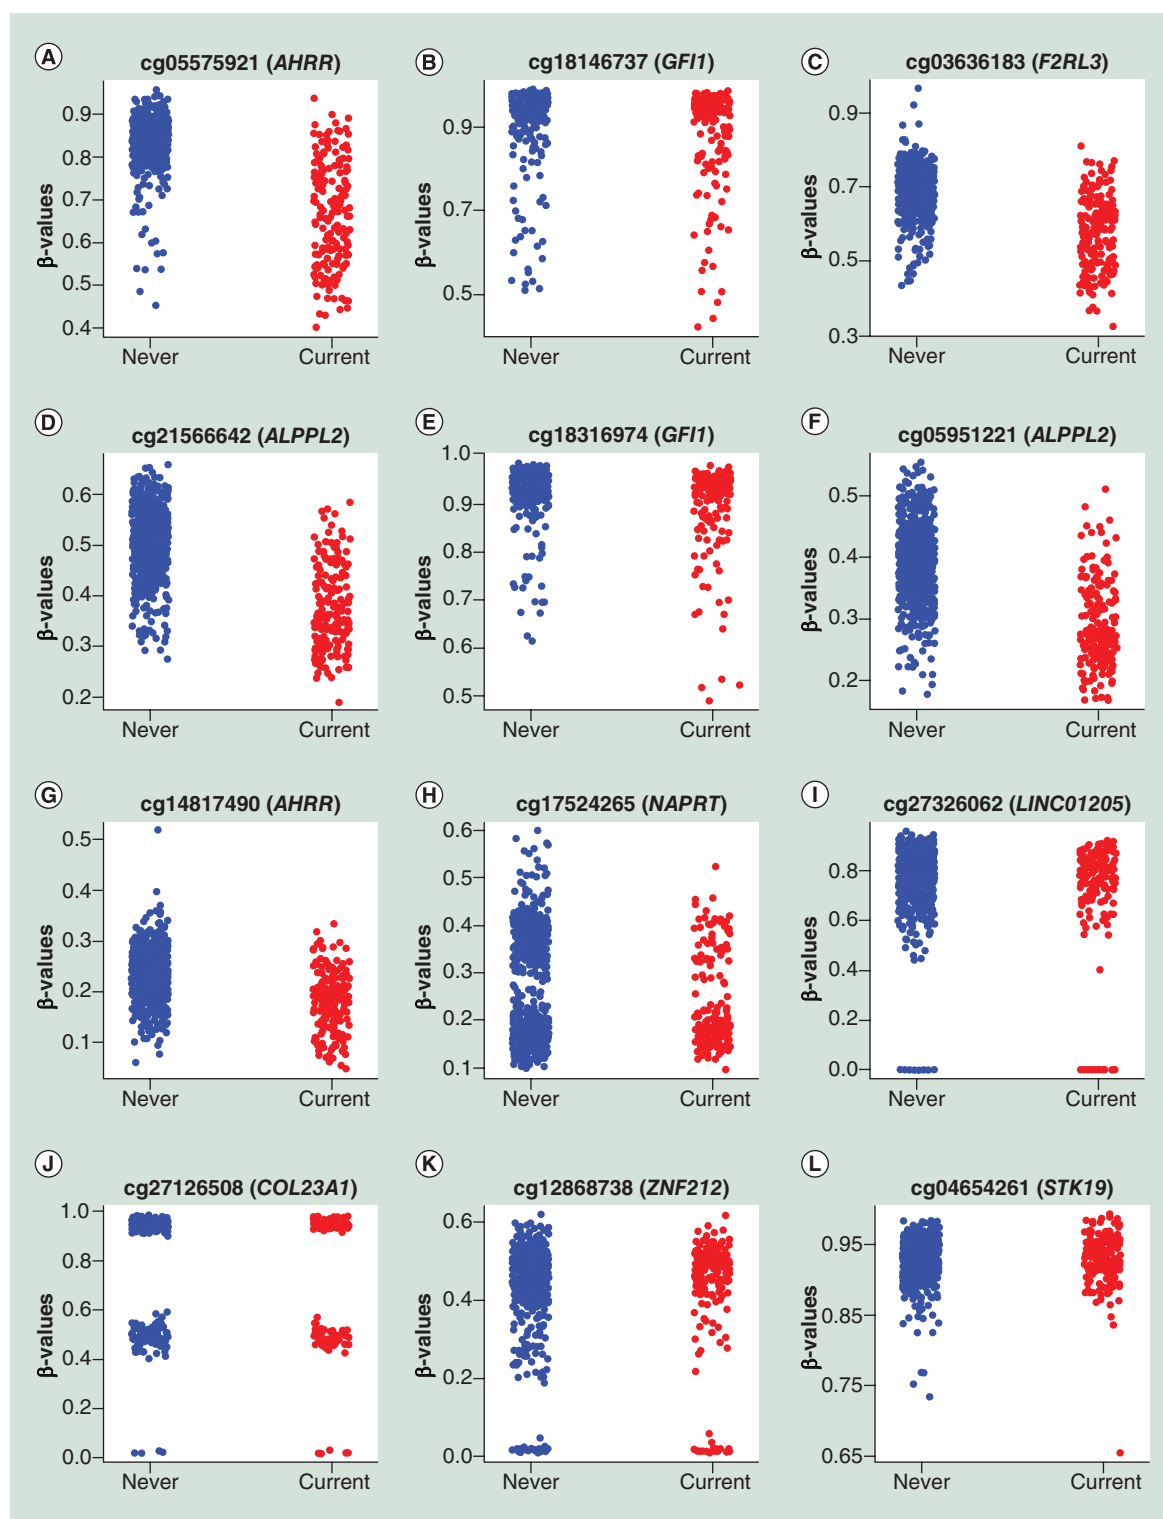 A
cg05575921 (AHRR)
β-values
0.9
0.8
0.7
0.6
0.5
0.4
Never
Current
B
cg18146737 (GFI1)
β-values
0.9
0.7
0.5
Never
Current
C
cg03636183 (F2RL3)
β-values
0.9
0.7
0.5
0.3
Never
Current
D
cg21566642 (ALPPL2)
β-values
0.6
0.5
0.4
0.3
0.2
Never
Current
E
cg18316974 (GFI1)
β-values
1.0
0.9
0.8
0.7
0.6
0.5
Never
Current
F
cg05951221 (ALPPL2)
β-values
0.5
0.4
0.3
0.2
Never
Current
G
cg14817490 (AHRR)
β-values
0.5
0.4
0.3
0.2
0.1
Never
Current
H
cg17524265 (NAPRT)
β-values
0.6
0.5
0.4
0.3
0.2
0.1
Never
Current
I
cg27326062 (LINC01205)
β-values
0.8
0.6
0.4
0.2
0.0
Never
Current
J
cg27126508 (COL23A1)
β-values
1.0
0.8
0.6
0.4
0.2
0.0
Never
Current
K
cg12868738 (ZNF212)
β-values
0.6
0.4
0.2
0.0
Never
Current
L
cg04654261 (STK19)
β-values
0.95
0.85
0.75
0.65
Never
Current